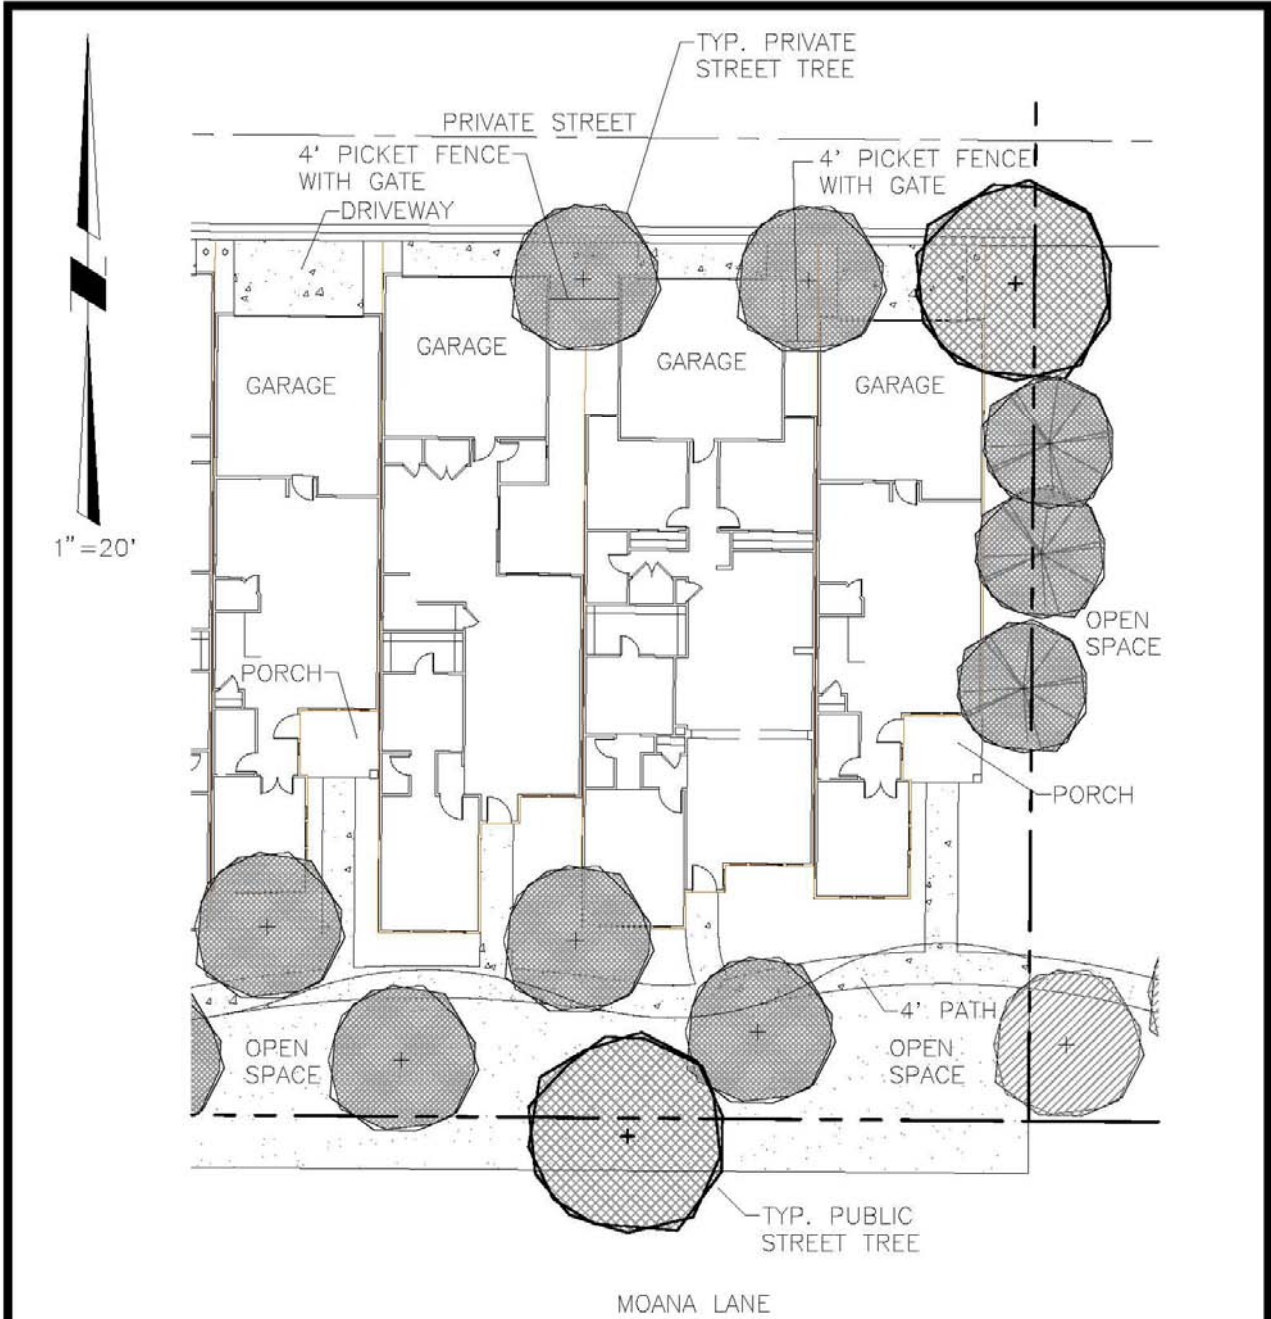 TYP. PRIVATE
STREET TREE
PRIVATE STREET
4' PICKET FENCE
WITH GATE
4' PICKET FENCE
WITH GATE
DRIVEWAY
GARAGE
GARAGE
GARAGE
GARAGE
1"=20'
OPEN
SPACE
PORCH
PORCH
4' PATH
OPEN
SPACE
OPEN
SPACE
TYP. PUBLIC
STREET TREE
MOANA LANE